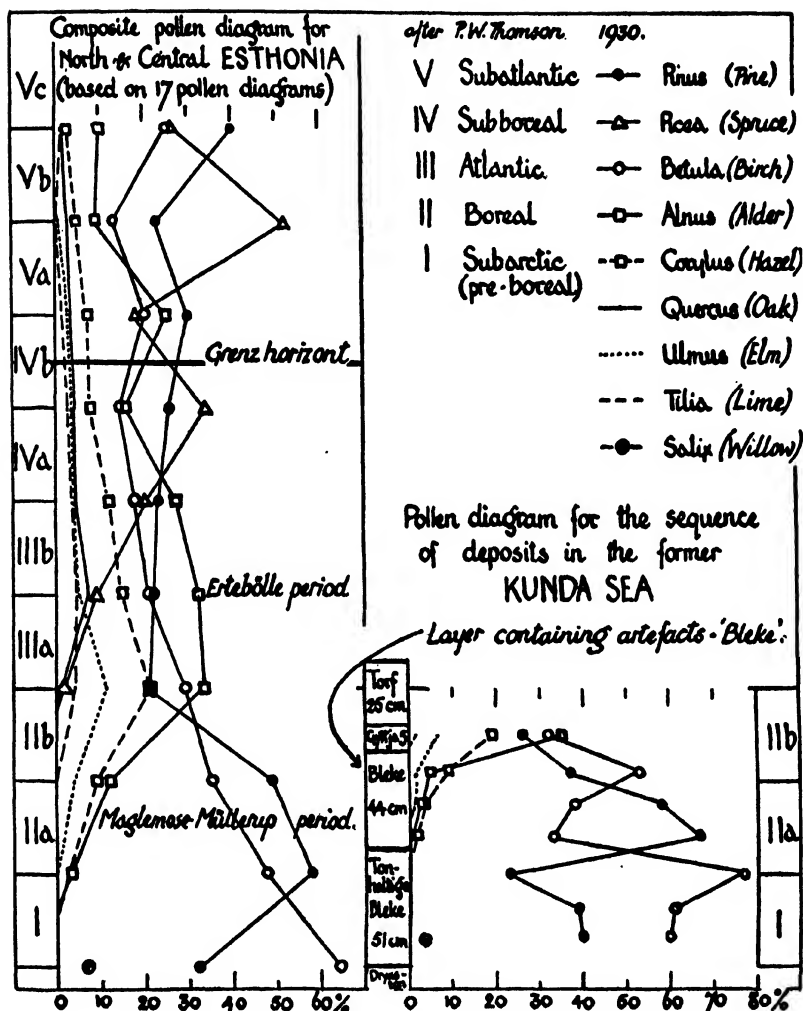 Composite pollen diagram for
North & Central ESTHONIA
(based on 17 pollen diagrams)
Vc
Vb
Va
IVb
IVa
IIIb
IIIa
IIb
IIa
I
Grenz horizont
Ertebölle period
Maglemose-Mullerup period.
0 10 20 30 40 50 60 %
after P.W. Thomson. 1930.
V Subatlantic Pinus (Pine)
IV Subboreal Picea (Spruce)
III Atlantic Betula (Birch)
II Boreal Alnus (Alder)
I Subarctic Corylus (Hazel)
(pre-boreal)
Quercus (Oak)
Ulmus (Elm)
Tilia (Lime)
Salix (Willow)
Pollen diagram for the sequence
of deposits in the former
KUNDA SEA
Layer containing artefacts - 'Bleke'.
Torf
25 cm
Bleke
44 cm
Ton-
haltige
Bleke
51 cm
IIb
IIa
I
0 10 20 30 40 50 60 70 80 %